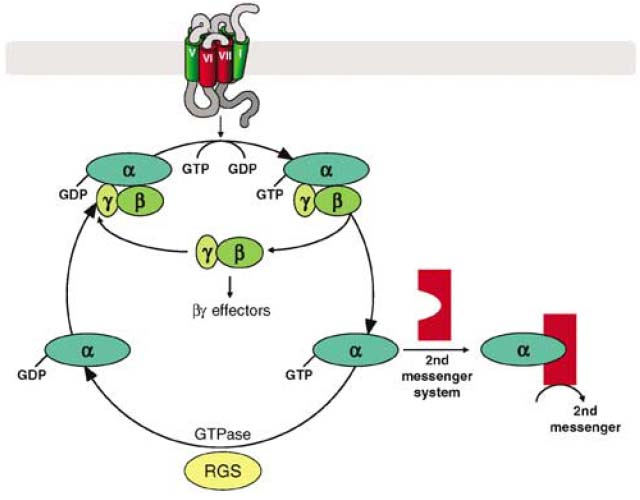 V VI VII I
α
GDP
γ β
GTP GDP
α
GTP
γ β
γ β
βγ effectors
α
GDP
α
GTP
2nd
messenger
system
α
2nd
messenger
GTPase
RGS